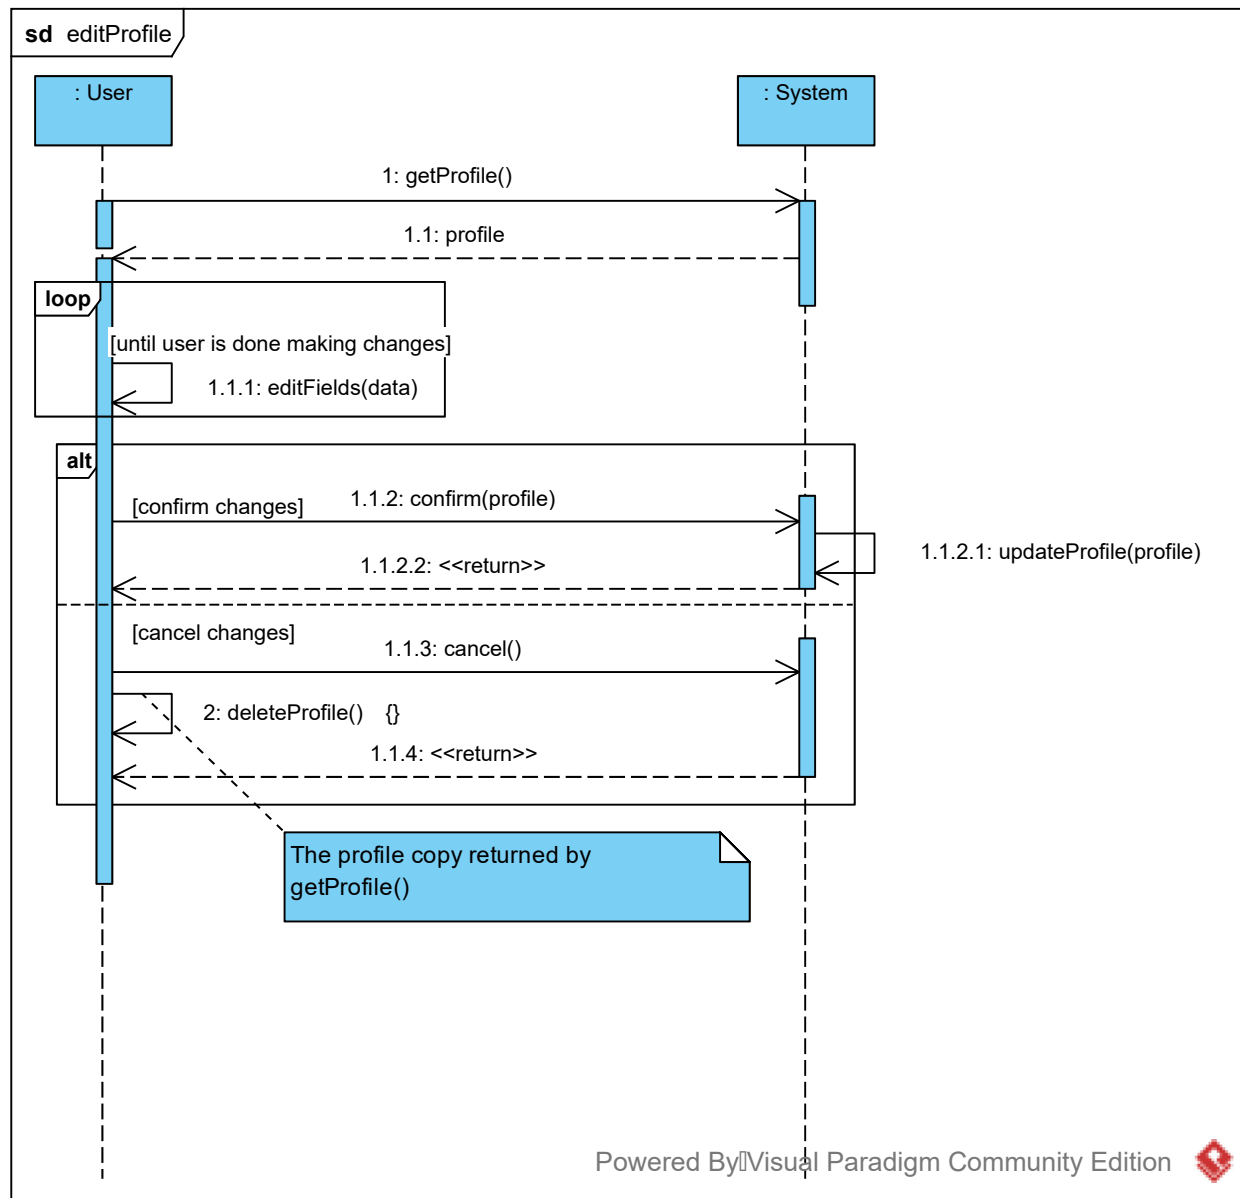 sd editProfile
: User
: System
1: getProfile()
1.1: profile
loop
[until user is done making changes]
1.1.1: editFields(data)
alt
[confirm changes]
1.1.2: confirm(profile)
1.1.2.1: updateProfile(profile)
1.1.2.2: <<return>>
[cancel changes]
1.1.3: cancel()
2: deleteProfile() {}
1.1.4: <<return>>
The profile copy returned by
getProfile()
Powered By▯Visual Paradigm Community Edition